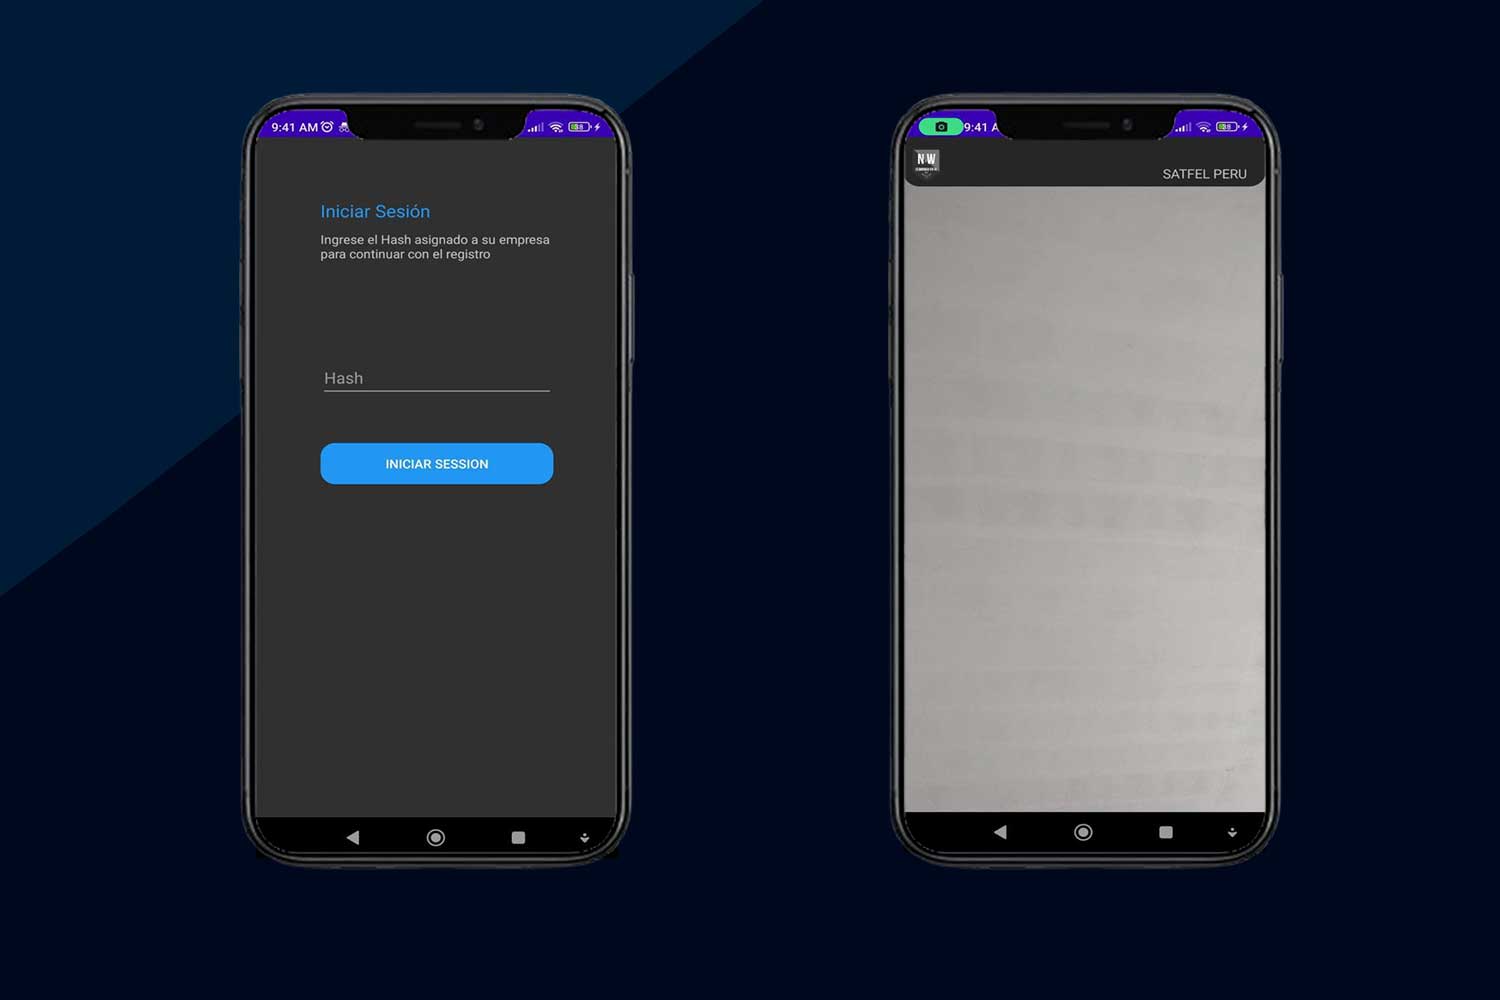 9:41 AM
Iniciar Sesión
Ingrese el Hash asignado a su empresa
para continuar con el registro
Hash
INICIAR SESSION
9:41 A
NW
SATFEL PERU